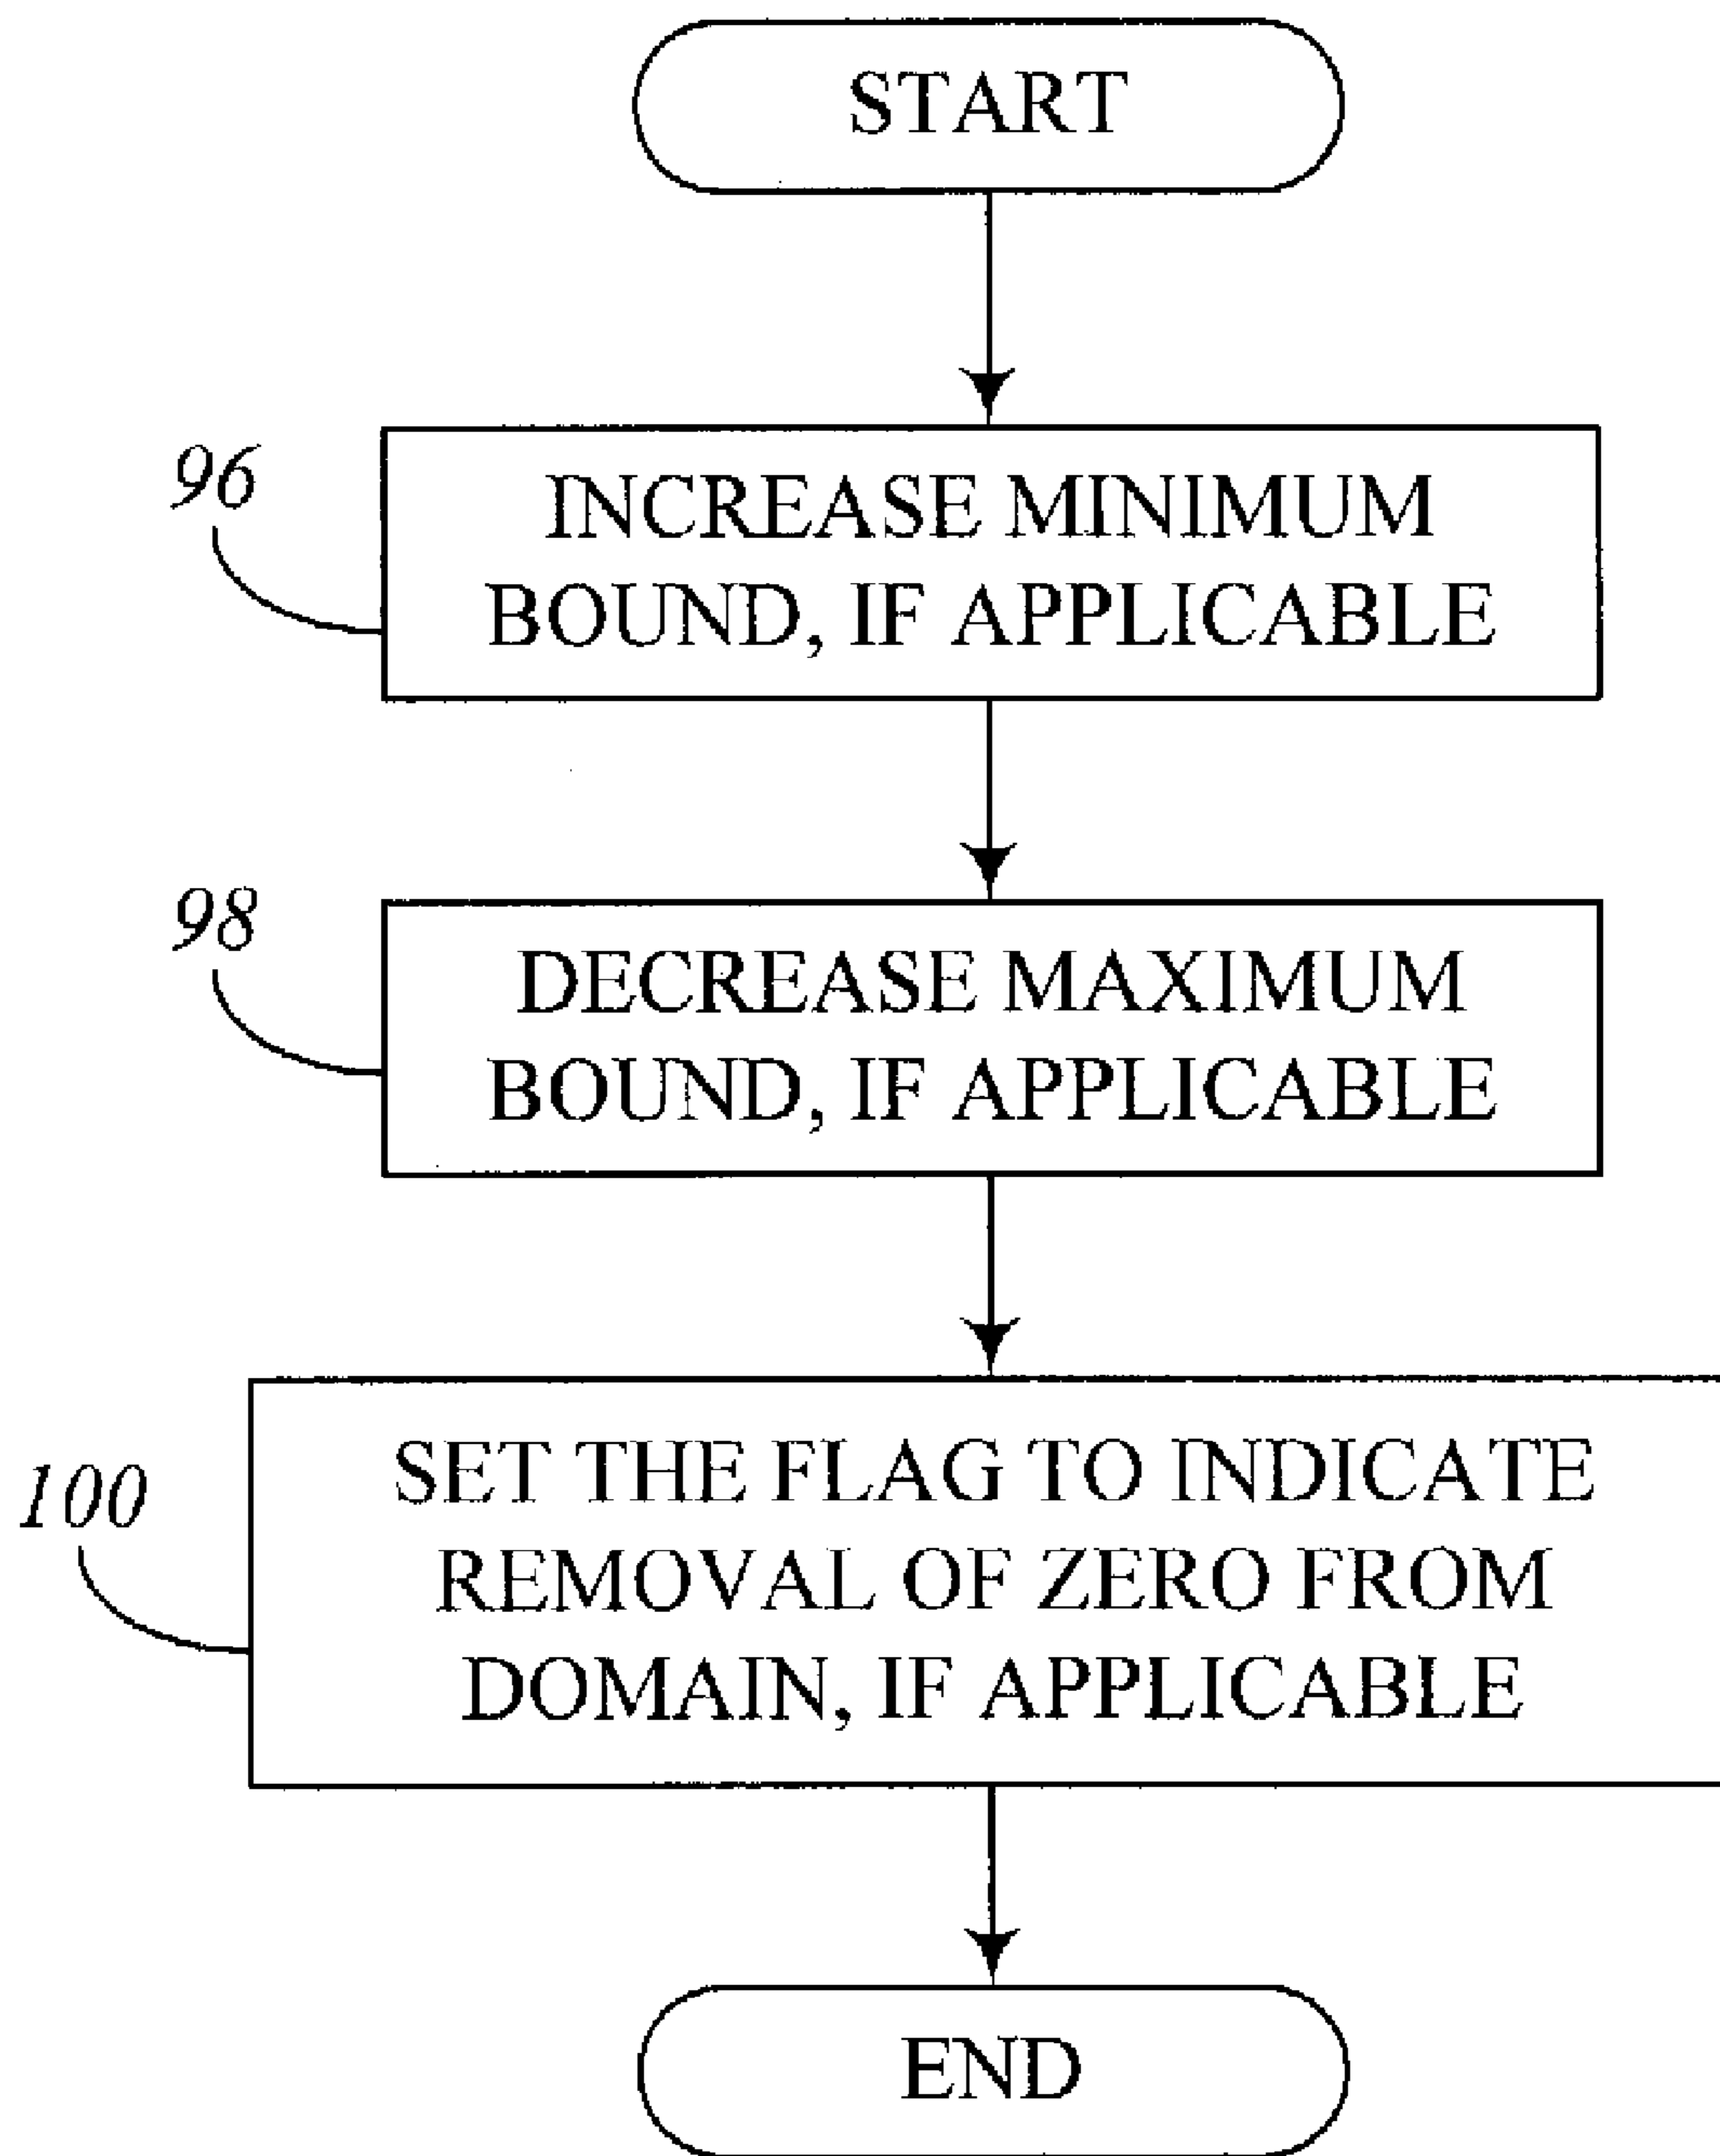 START
96
INCREASE MINIMUM
BOUND, IF APPLICABLE
98
DECREASE MAXIMUM
BOUND, IF APPLICABLE
100
SET THE FLAG TO INDICATE
REMOVAL OF ZERO FROM
DOMAIN, IF APPLICABLE
END